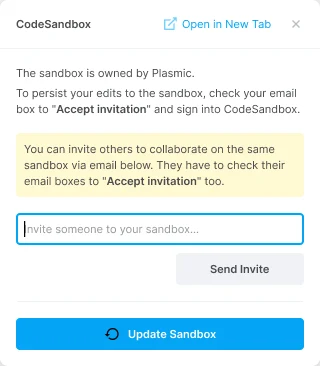 CodeSandbox Open in New Tab
The sandbox is owned by Plasmic.
To persist your edits to the sandbox, check your email
box to "Accept invitation" and sign into CodeSandbox.
You can invite others to collaborate on the same
sandbox via email below. They have to check their
email boxes to "Accept invitation" too.
Invite someone to your sandbox...
Send Invite
Update Sandbox